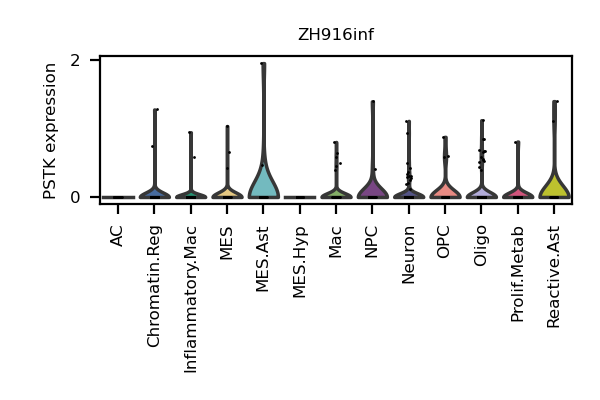 ZH916inf
PSTK expression
2
0
AC
Chromatin.Reg
Inflammatory.Mac
MES
MES.Ast
MES.Hyp
Mac
NPC
Neuron
OPC
Oligo
Prolif.Metab
Reactive.Ast